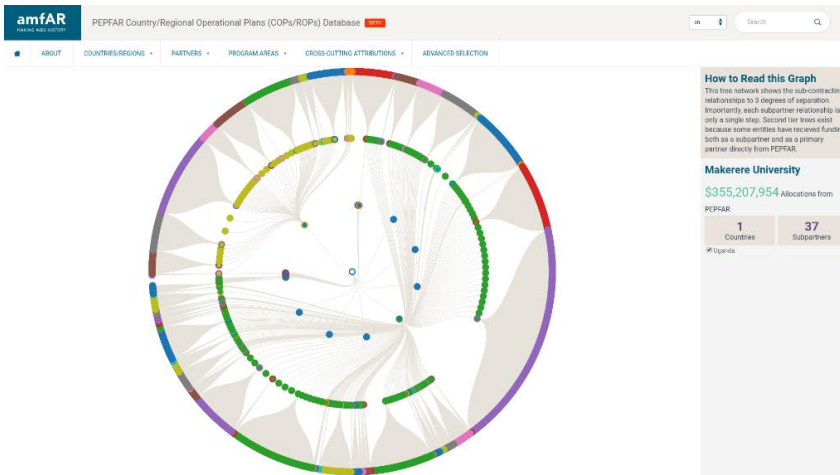 amfAR
MAKING AIDS HISTORY
PEPFAR Country/Regional Operational Plans (COPs/ROPs) Database BETA!
in
Search
ABOUT
COUNTRIES/REGIONS
PARTNERS
PROGRAM AREAS
CROSS-CUTTING ATTRIBUTIONS
ADVANCED SELECTION
How to Read this Graph
This tree network shows the sub-contractin
relationships to 3 degrees of separation.
Importantly, each subpartner relationship is
only a single step. Second tier trees exist
because some entities have recieved fundin
both as a subpartner and as a primary
partner directly from PEPFAR.
Makerere University
$355,207,954 Allocations from
PEPFAR
1
Countries
37
Subpartners
Uganda